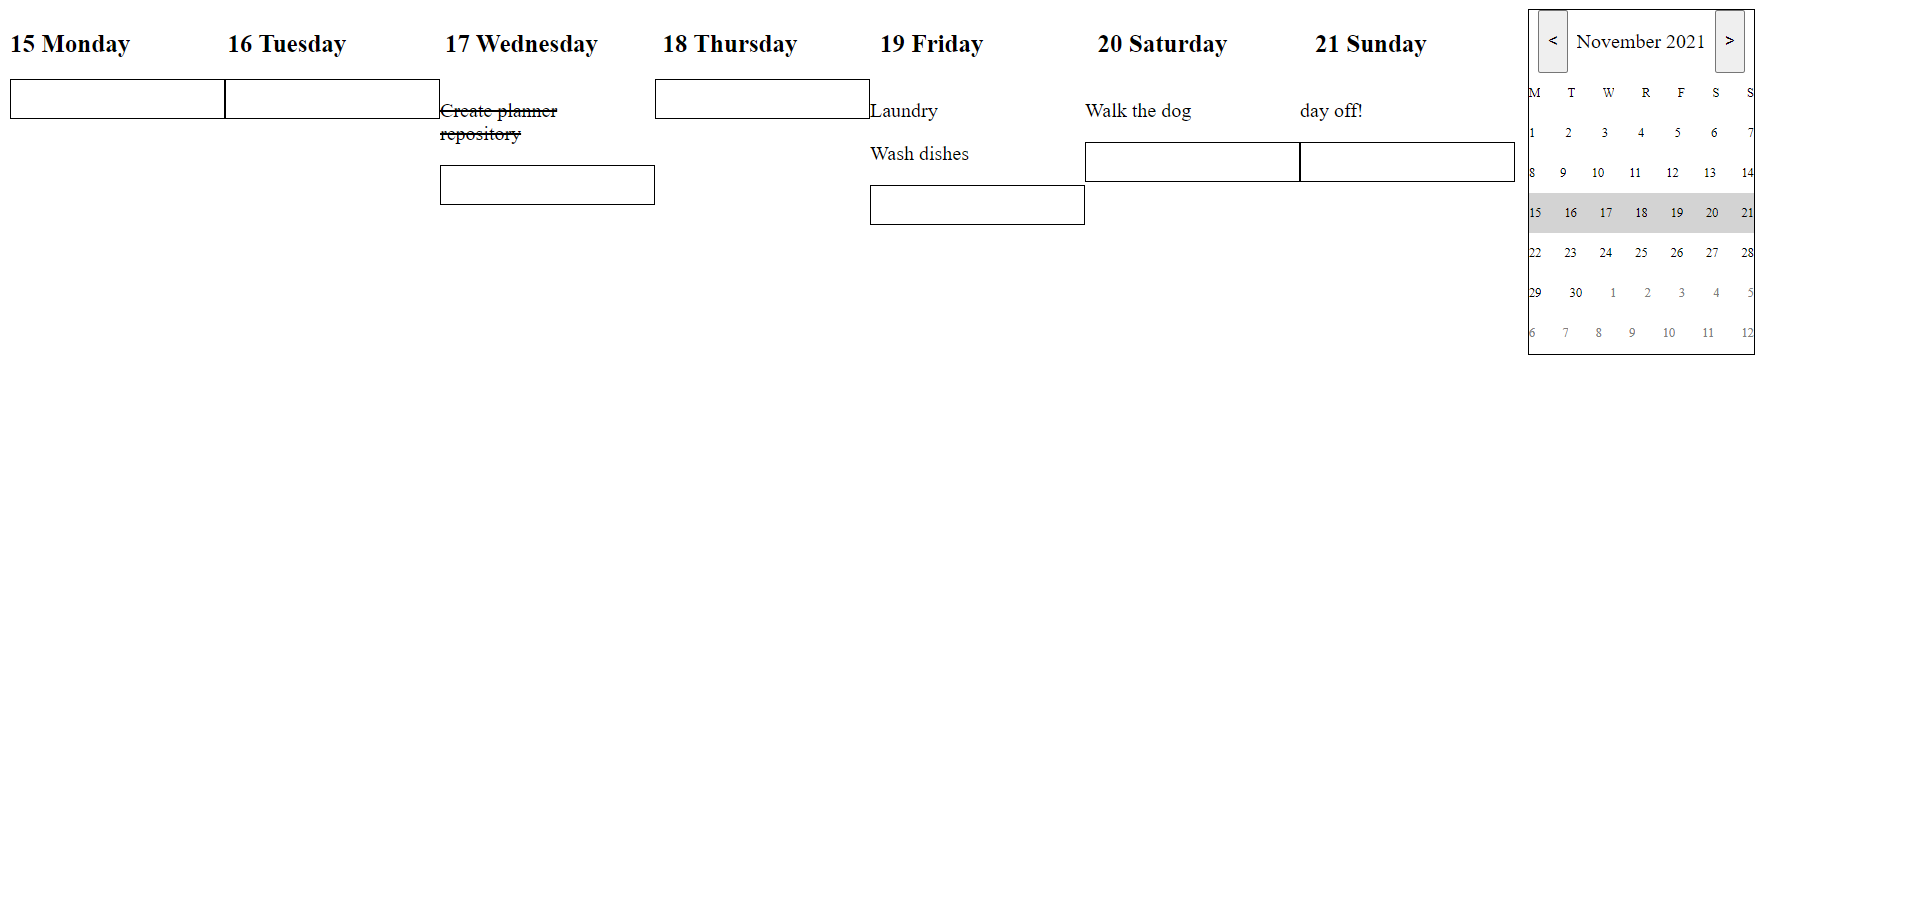 15 Monday 16 Tuesday 17 Wednesday 18 Thursday 19 Friday 20 Saturday 21 Sunday
Create planner
repository
Laundry
Wash dishes
Walk the dog
day off!
< November 2021 >
M T W R F S S
1 2 3 4 5 6 7
8 9 10 11 12 13 14
15 16 17 18 19 20 21
22 23 24 25 26 27 28
29 30 1 2 3 4 5
6 7 8 9 10 11 12